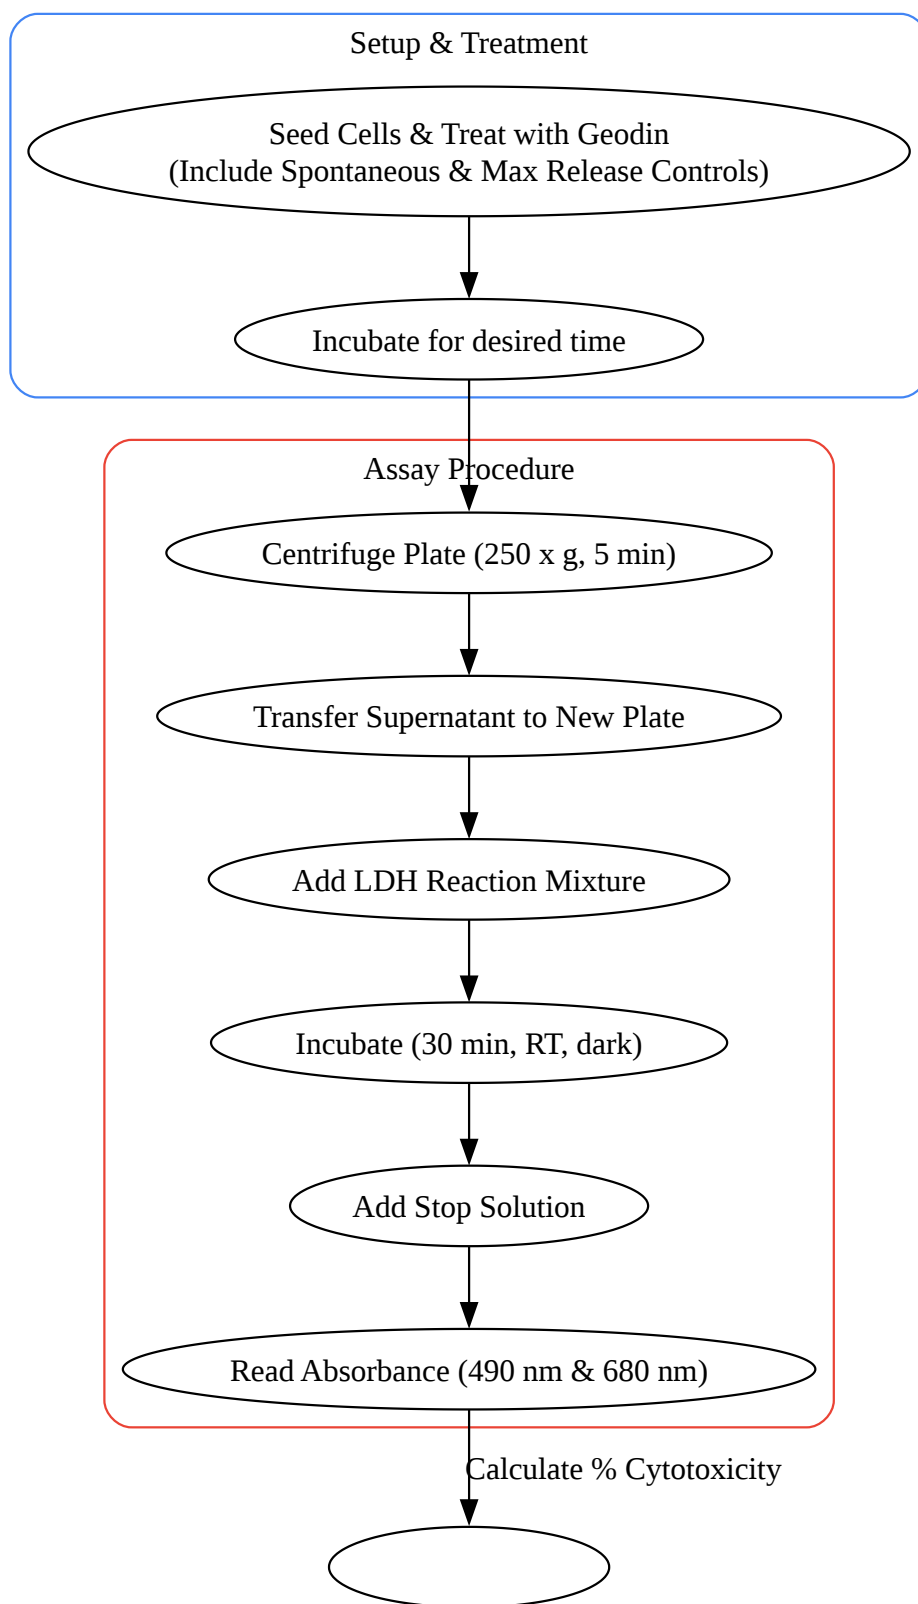 Setup & Treatment
Seed Cells & Treat with Geodin
(Include Spontaneous & Max Release Controls)
Incubate for desired time
Assay Procedure
Centrifuge Plate (250 x g, 5 min)
Transfer Supernatant to New Plate
Add LDH Reaction Mixture
Incubate (30 min, RT, dark)
Add Stop Solution
Read Absorbance (490 nm & 680 nm)
Calculate % Cytotoxicity